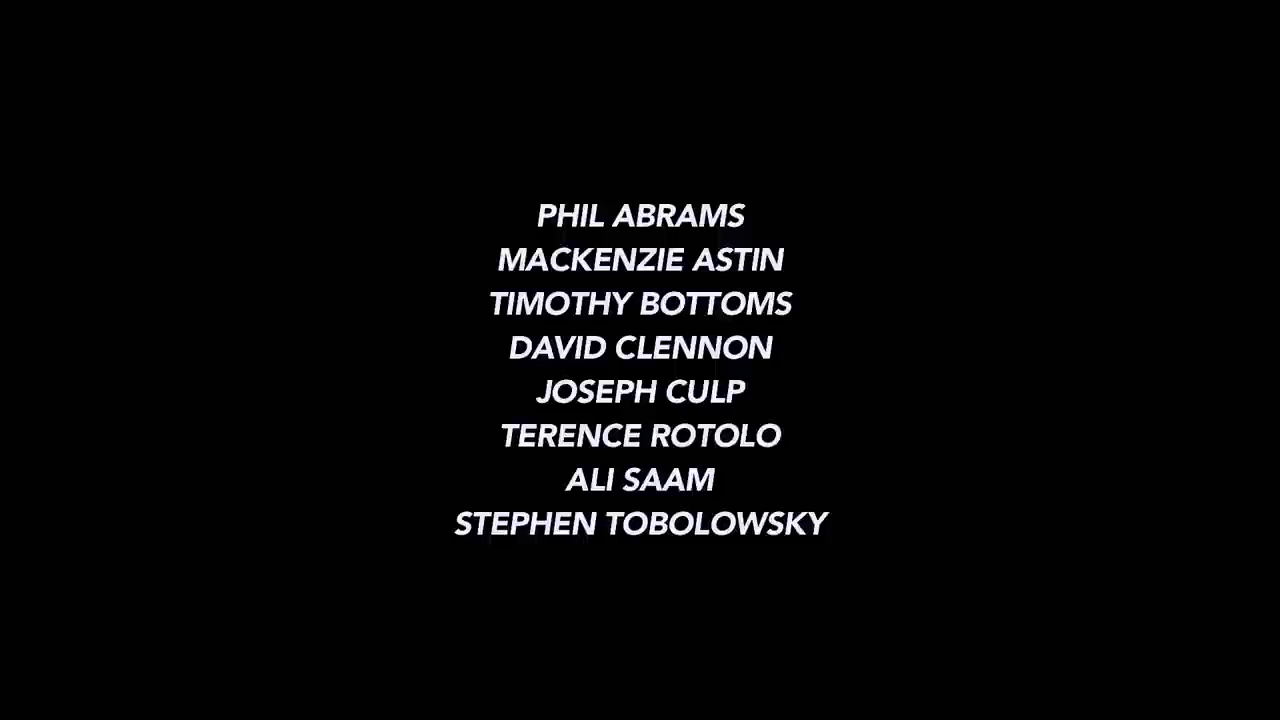 PHIL ABRAMS
MACKENZIE ASTIN
TIMOTHY BOTTOMS
DAVID CLENNON
JOSEPH CULP
TERENCE ROTOLO
ALI SAAM
STEPHEN TOBOLOWSKY